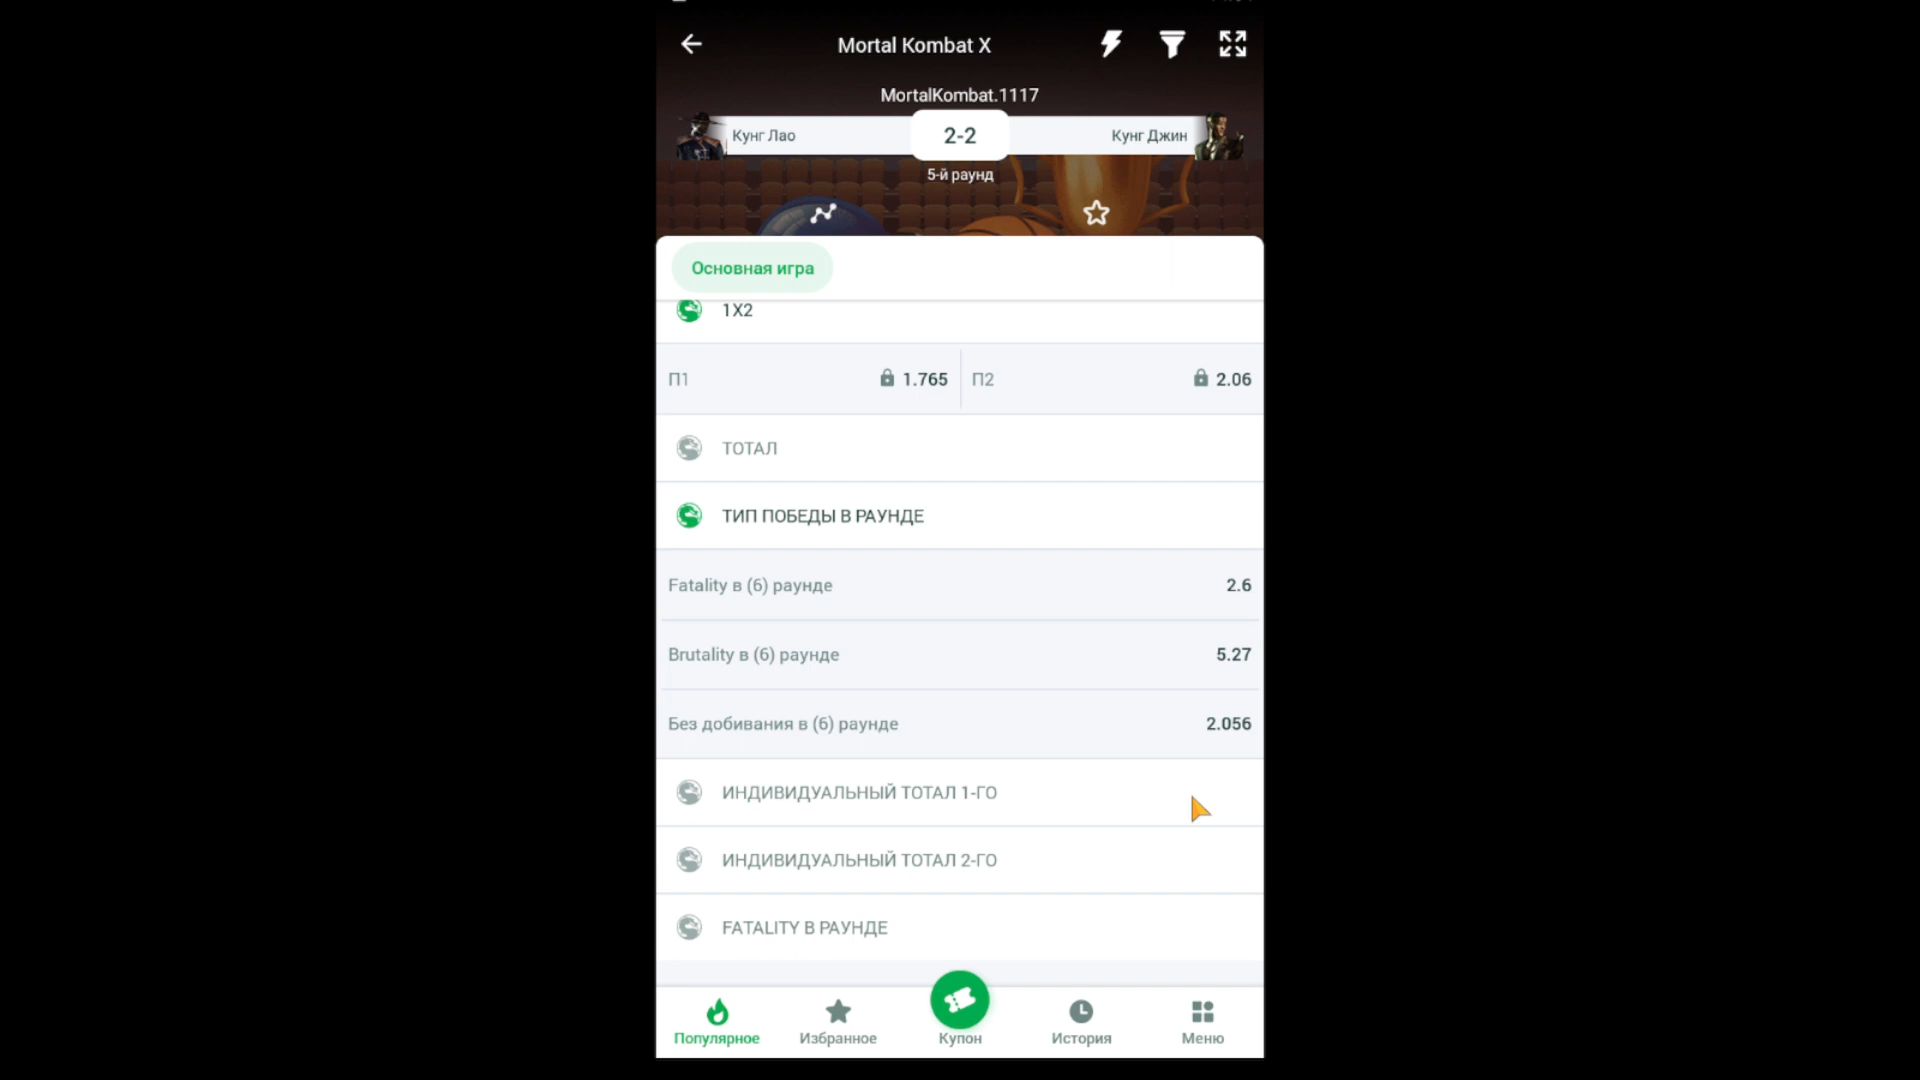 Mortal Kombat X
MortalKombat.1117
Кунг Лао
2-2
Кунг Джин
5-й раунд
Основная игра
1X2
П1
1.765
П2
2.06
ТОТАЛ
ТИП ПОБЕДЫ В РАУНДЕ
Fatality в (6) раунде
2.6
Brutality в (6) раунде
5.27
Без добивания в (6) раунде
2.056
ИНДИВИДУАЛЬНЫЙ ТОТАЛ 1-ГО
ИНДИВИДУАЛЬНЫЙ ТОТАЛ 2-ГО
FATALITY В РАУНДЕ
Популярное
Избранное
Купон
История
Меню